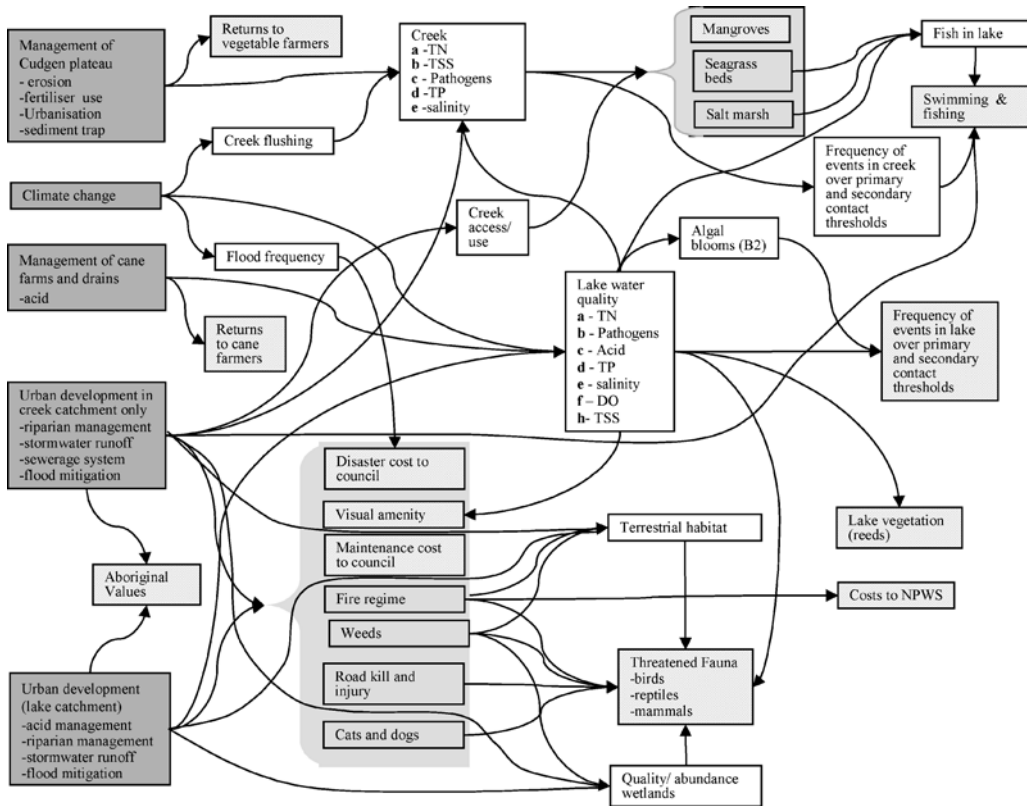 Management of
Cudgen plateau
- erosion
-fertiliser use
-Urbanisation
-sediment trap
Returns to
vegetable farmers
Creek
a -TN
b -TSS
c - Pathogens
d -TP
e -salinity
Mangroves
Seagrass
beds
Salt marsh
Fish in lake
Swimming &
fishing
Creek flushing
Frequency of
events in creek
over primary
and secondary
contact
thresholds
Climate change
Creek
access/
use
Algal
blooms (B2)
Flood frequency
Management of cane
farms and drains
-acid
Returns
to cane
farmers
Lake water
quality
a - TN
b - Pathogens
c - Acid
d - TP
e - salinity
f – DO
h- TSS
Frequency of
events in lake
over primary
and secondary
contact
thresholds
Urban development in
creek catchment only
-riparian management
-stormwater runoff
-sewerage system
-flood mitigation
Disaster cost to
council
Visual amenity
Maintenance cost
to council
Fire regime
Weeds
Road kill and
injury
Cats and dogs
Terrestrial habitat
Lake vegetation
(reeds)
Aboriginal
Values
Costs to NPWS
Threatened Fauna
-birds
-reptiles
-mammals
Urban development
(lake catchment)
-acid management
-riparian management
-stormwater runoff
-flood mitigation
Quality/ abundance
wetlands